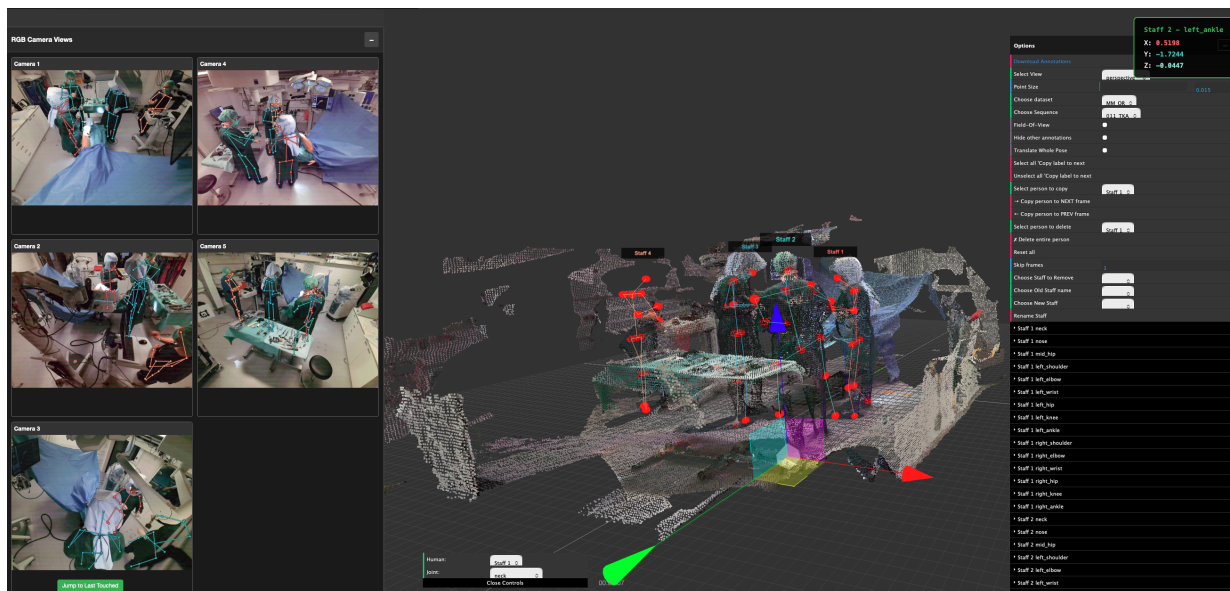 RGB Camera Views
−
Camera 1
Camera 4
Camera 2
Camera 5
Camera 3
Jump to Last Touched
Staff 4
Staff 3
Staff 2
Staff 1
Human:
Staff 1
Joint:
neck
Close Controls
Staff 2 - left_ankle
X: 0.5198
Y: -1.7244
Z: -0.0447
Options
Download Annotations
Select View
perspective
Point Size
0.015
Choose dataset
MM_OR
Choose Sequence
011_TKA
Field-Of-View
Hide other annotations
Translate Whole Pose
Select all 'Copy label to next
Unselect all 'Copy label to next
Select person to copy
Staff 1
→ Copy person to NEXT frame
← Copy person to PREV frame
Select person to delete
Staff 1
✗ Delete entire person
Reset all
Skip frames
1
Choose Staff to Remove
Choose Old Staff name
Choose New Staff
Rename Staff
Staff 1 neck
Staff 1 nose
Staff 1 mid_hip
Staff 1 left_shoulder
Staff 1 left_elbow
Staff 1 left_wrist
Staff 1 left_hip
Staff 1 left_knee
Staff 1 left_ankle
Staff 1 right_shoulder
Staff 1 right_elbow
Staff 1 right_wrist
Staff 1 right_hip
Staff 1 right_knee
Staff 1 right_ankle
Staff 2 neck
Staff 2 nose
Staff 2 mid_hip
Staff 2 left_shoulder
Staff 2 left_elbow
Staff 2 left_wrist